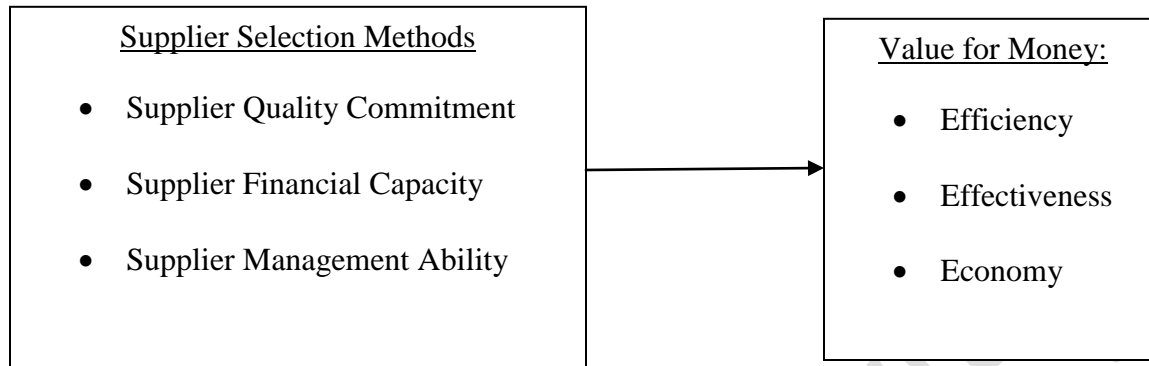 Supplier Selection Methods
• Supplier Quality Commitment
• Supplier Financial Capacity
• Supplier Management Ability
Value for Money:
• Efficiency
• Effectiveness
• Economy